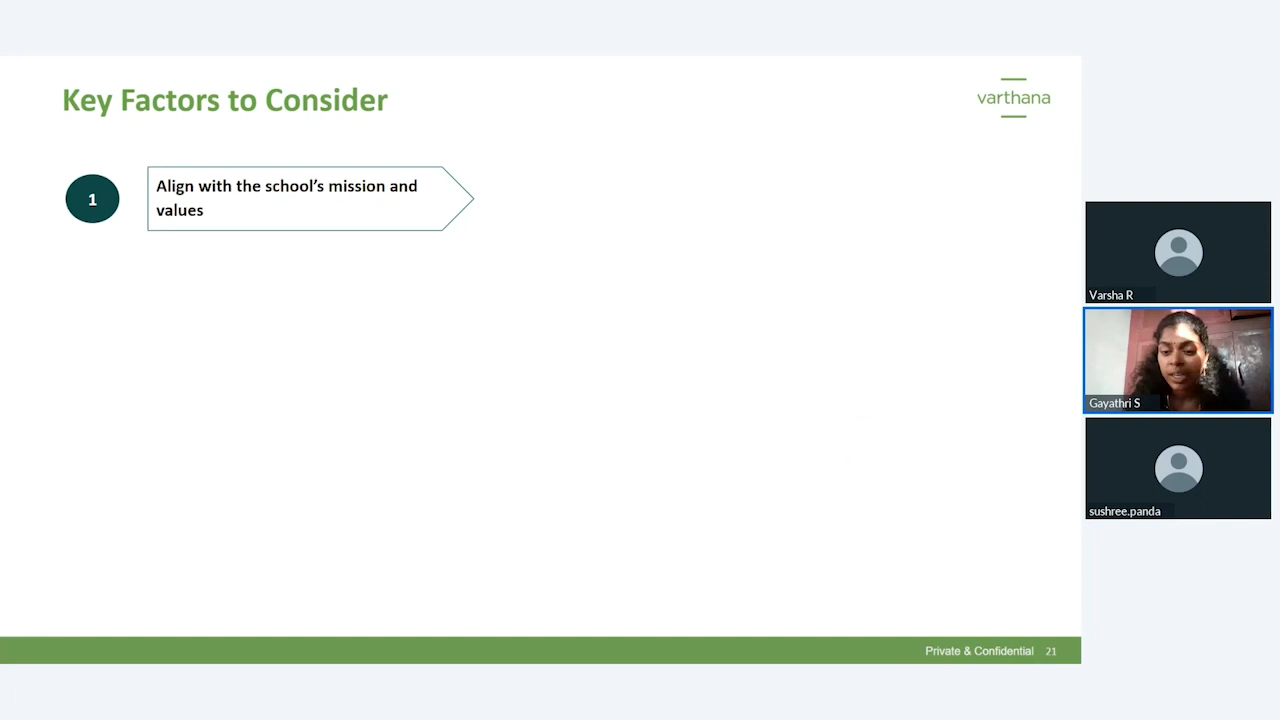 Key Factors to Consider
varthana
1
Align with the school’s mission and
values
Varsha R
Gayathri S
sushree.panda
Private & Confidential 21